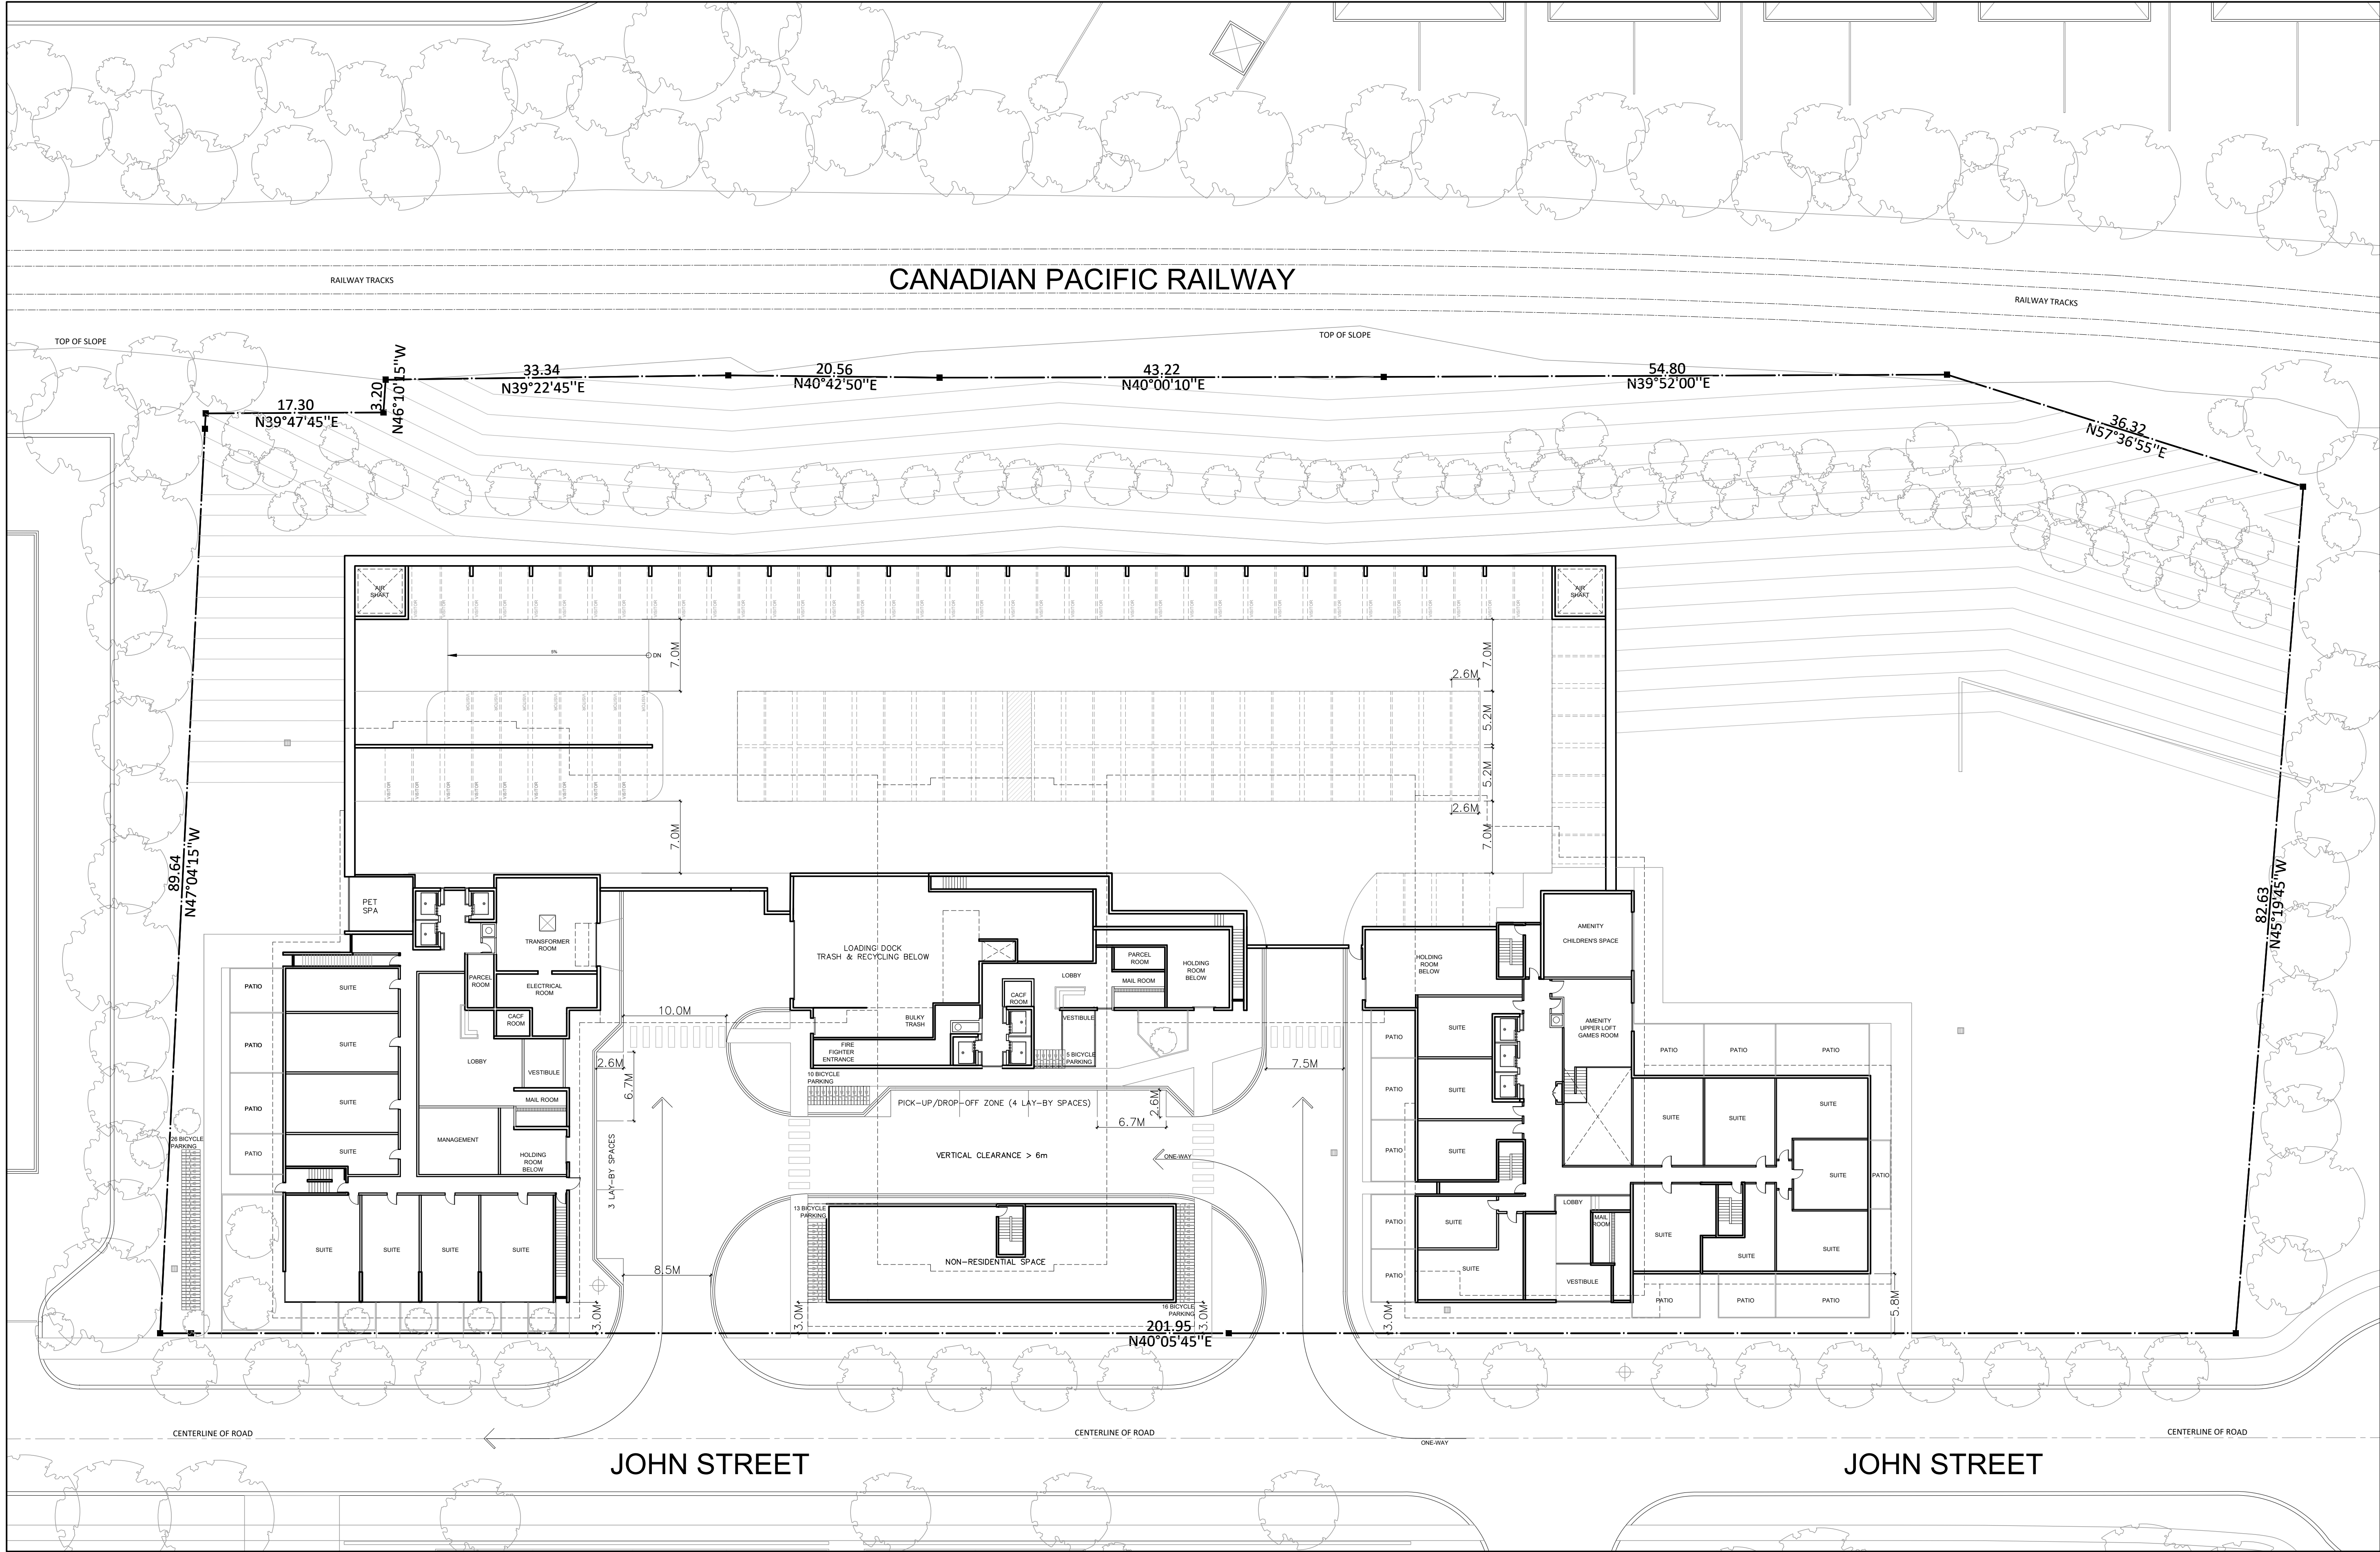 RAILWAY TRACKS
CANADIAN PACIFIC RAILWAY
RAILWAY TRACKS
TOP OF SLOPE
TOP OF SLOPE
17.30
N39°47'45"E
3.20
N46°10'15"W
33.34
N39°22'45"E
20.56
N40°42'50"E
43.22
N40°00'10"E
54.80
N39°52'00"E
36.32
N57°36'55"E
AIR
SHAFT
AIR
SHAFT
DN
7.0M
7.0M
2.6M
5.2M
5.2M
2.6M
7.0M
7.0M
VISITOR
VISITOR
VISITOR
VISITOR
VISITOR
VISITOR
VISITOR
VISITOR
89.64
N47°04'15"W
82.63
N45°19'45"W
PET
SPA
TRANSFORMER
ROOM
PARCEL
ROOM
ELECTRICAL
ROOM
CACF
ROOM
LOBBY
VESTIBULE
MAIL ROOM
MANAGEMENT
HOLDING
ROOM
BELOW
PATIO
PATIO
PATIO
PATIO
SUITE
SUITE
SUITE
SUITE
SUITE
SUITE
SUITE
SUITE
26 BICYCLE
PARKING
10.0M
2.6M
6.7M
3 LAY-BY SPACES
8.5M
3.0M
LOADING DOCK
TRASH & RECYCLING BELOW
BULKY
TRASH
FIRE
FIGHTER
ENTRANCE
LOBBY
CACF
ROOM
PARCEL
ROOM
MAIL ROOM
HOLDING
ROOM
BELOW
VESTIBULE
5 BICYCLE
PARKING
10 BICYCLE
PARKING
PICK-UP/DROP-OFF ZONE (4 LAY-BY SPACES)
2.6M
6.7M
7.5M
VERTICAL CLEARANCE > 6m
ONE-WAY
13 BICYCLE
PARKING
NON-RESIDENTIAL SPACE
16 BICYCLE
PARKING
3.0M
3.0M
3.0M
HOLDING
ROOM
BELOW
AMENITY
CHILDREN'S SPACE
AMENITY
UPPER LOFT
GAMES ROOM
PATIO
PATIO
PATIO
PATIO
PATIO
SUITE
SUITE
SUITE
SUITE
SUITE
PATIO
PATIO
PATIO
SUITE
SUITE
SUITE
SUITE
PATIO
LOBBY
MAIL
ROOM
VESTIBULE
SUITE
SUITE
SUITE
PATIO
PATIO
PATIO
5.8M
201.95
N40°05'45"E
CENTERLINE OF ROAD
CENTERLINE OF ROAD
ONE-WAY
CENTERLINE OF ROAD
JOHN STREET
JOHN STREET